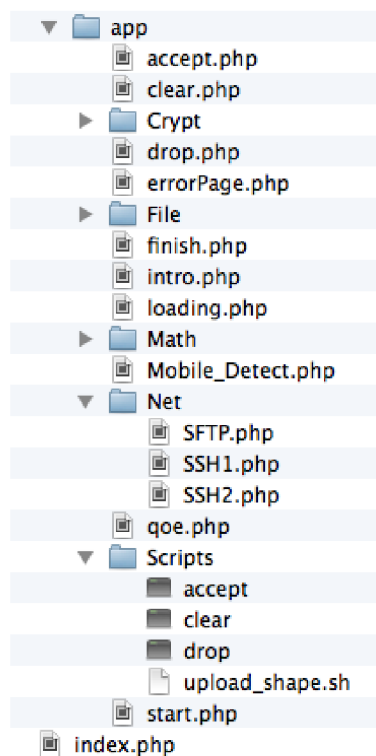 app
accept.php
clear.php
Crypt
drop.php
errorPage.php
File
finish.php
intro.php
loading.php
Math
Mobile_Detect.php
Net
SFTP.php
SSH1.php
SSH2.php
qoe.php
Scripts
accept
clear
drop
upload_shape.sh
start.php
index.php